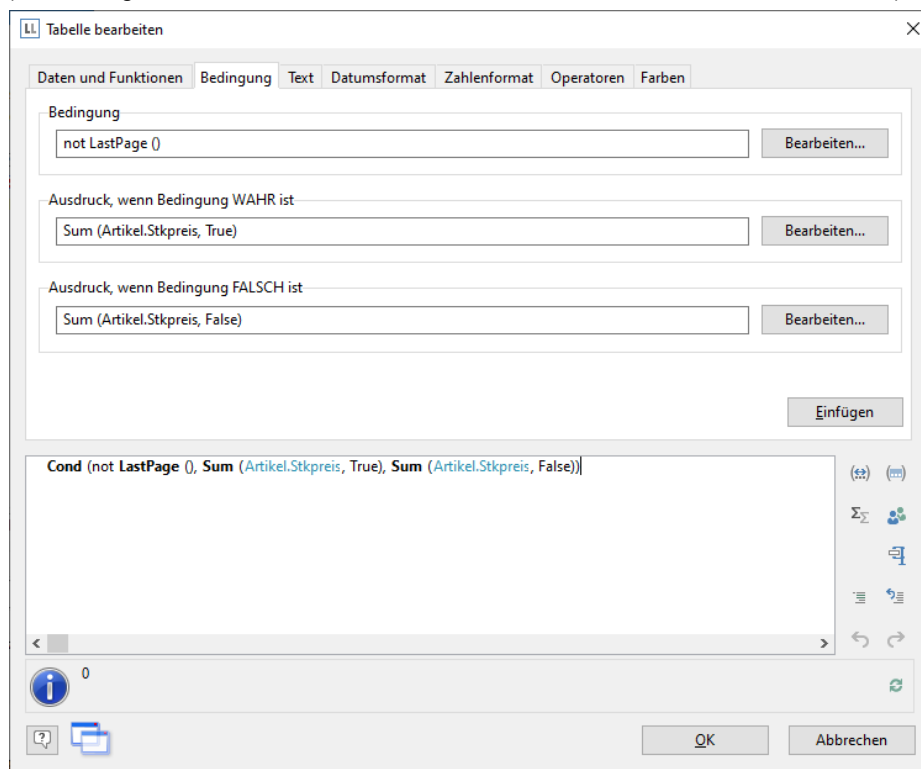 LL Tabelle bearbeiten
Daten und Funktionen Bedingung Text Datumsformat Zahlenformat Operatoren Farben
Bedingung
not LastPage () Bearbeiten...
Ausdruck, wenn Bedingung WAHR ist
Sum (Artikel.Stkpreis, True) Bearbeiten...
Ausdruck, wenn Bedingung FALSCH ist
Sum (Artikel.Stkpreis, False) Bearbeiten...
Einfügen
Cond (not LastPage (), Sum (Artikel.Stkpreis, True), Sum (Artikel.Stkpreis, False))
0
OK Abbrechen